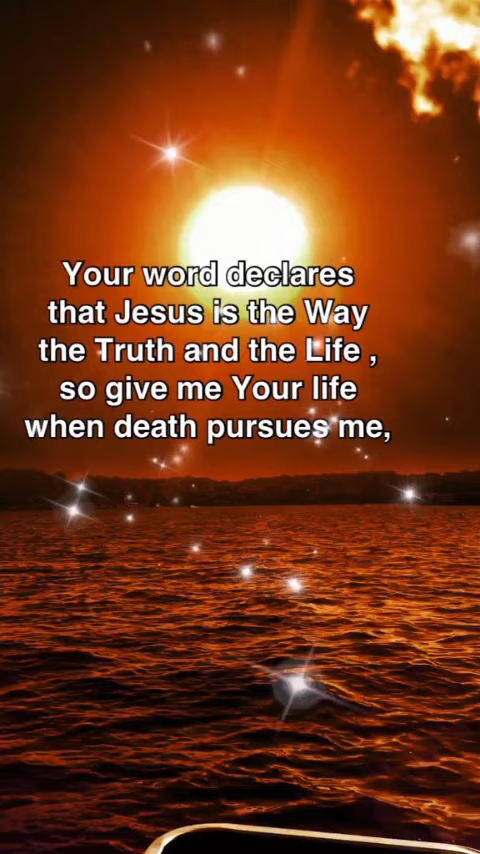 Your word declares
that Jesus is the Way
the Truth and the Life ,
so give me Your life
when death pursues me,